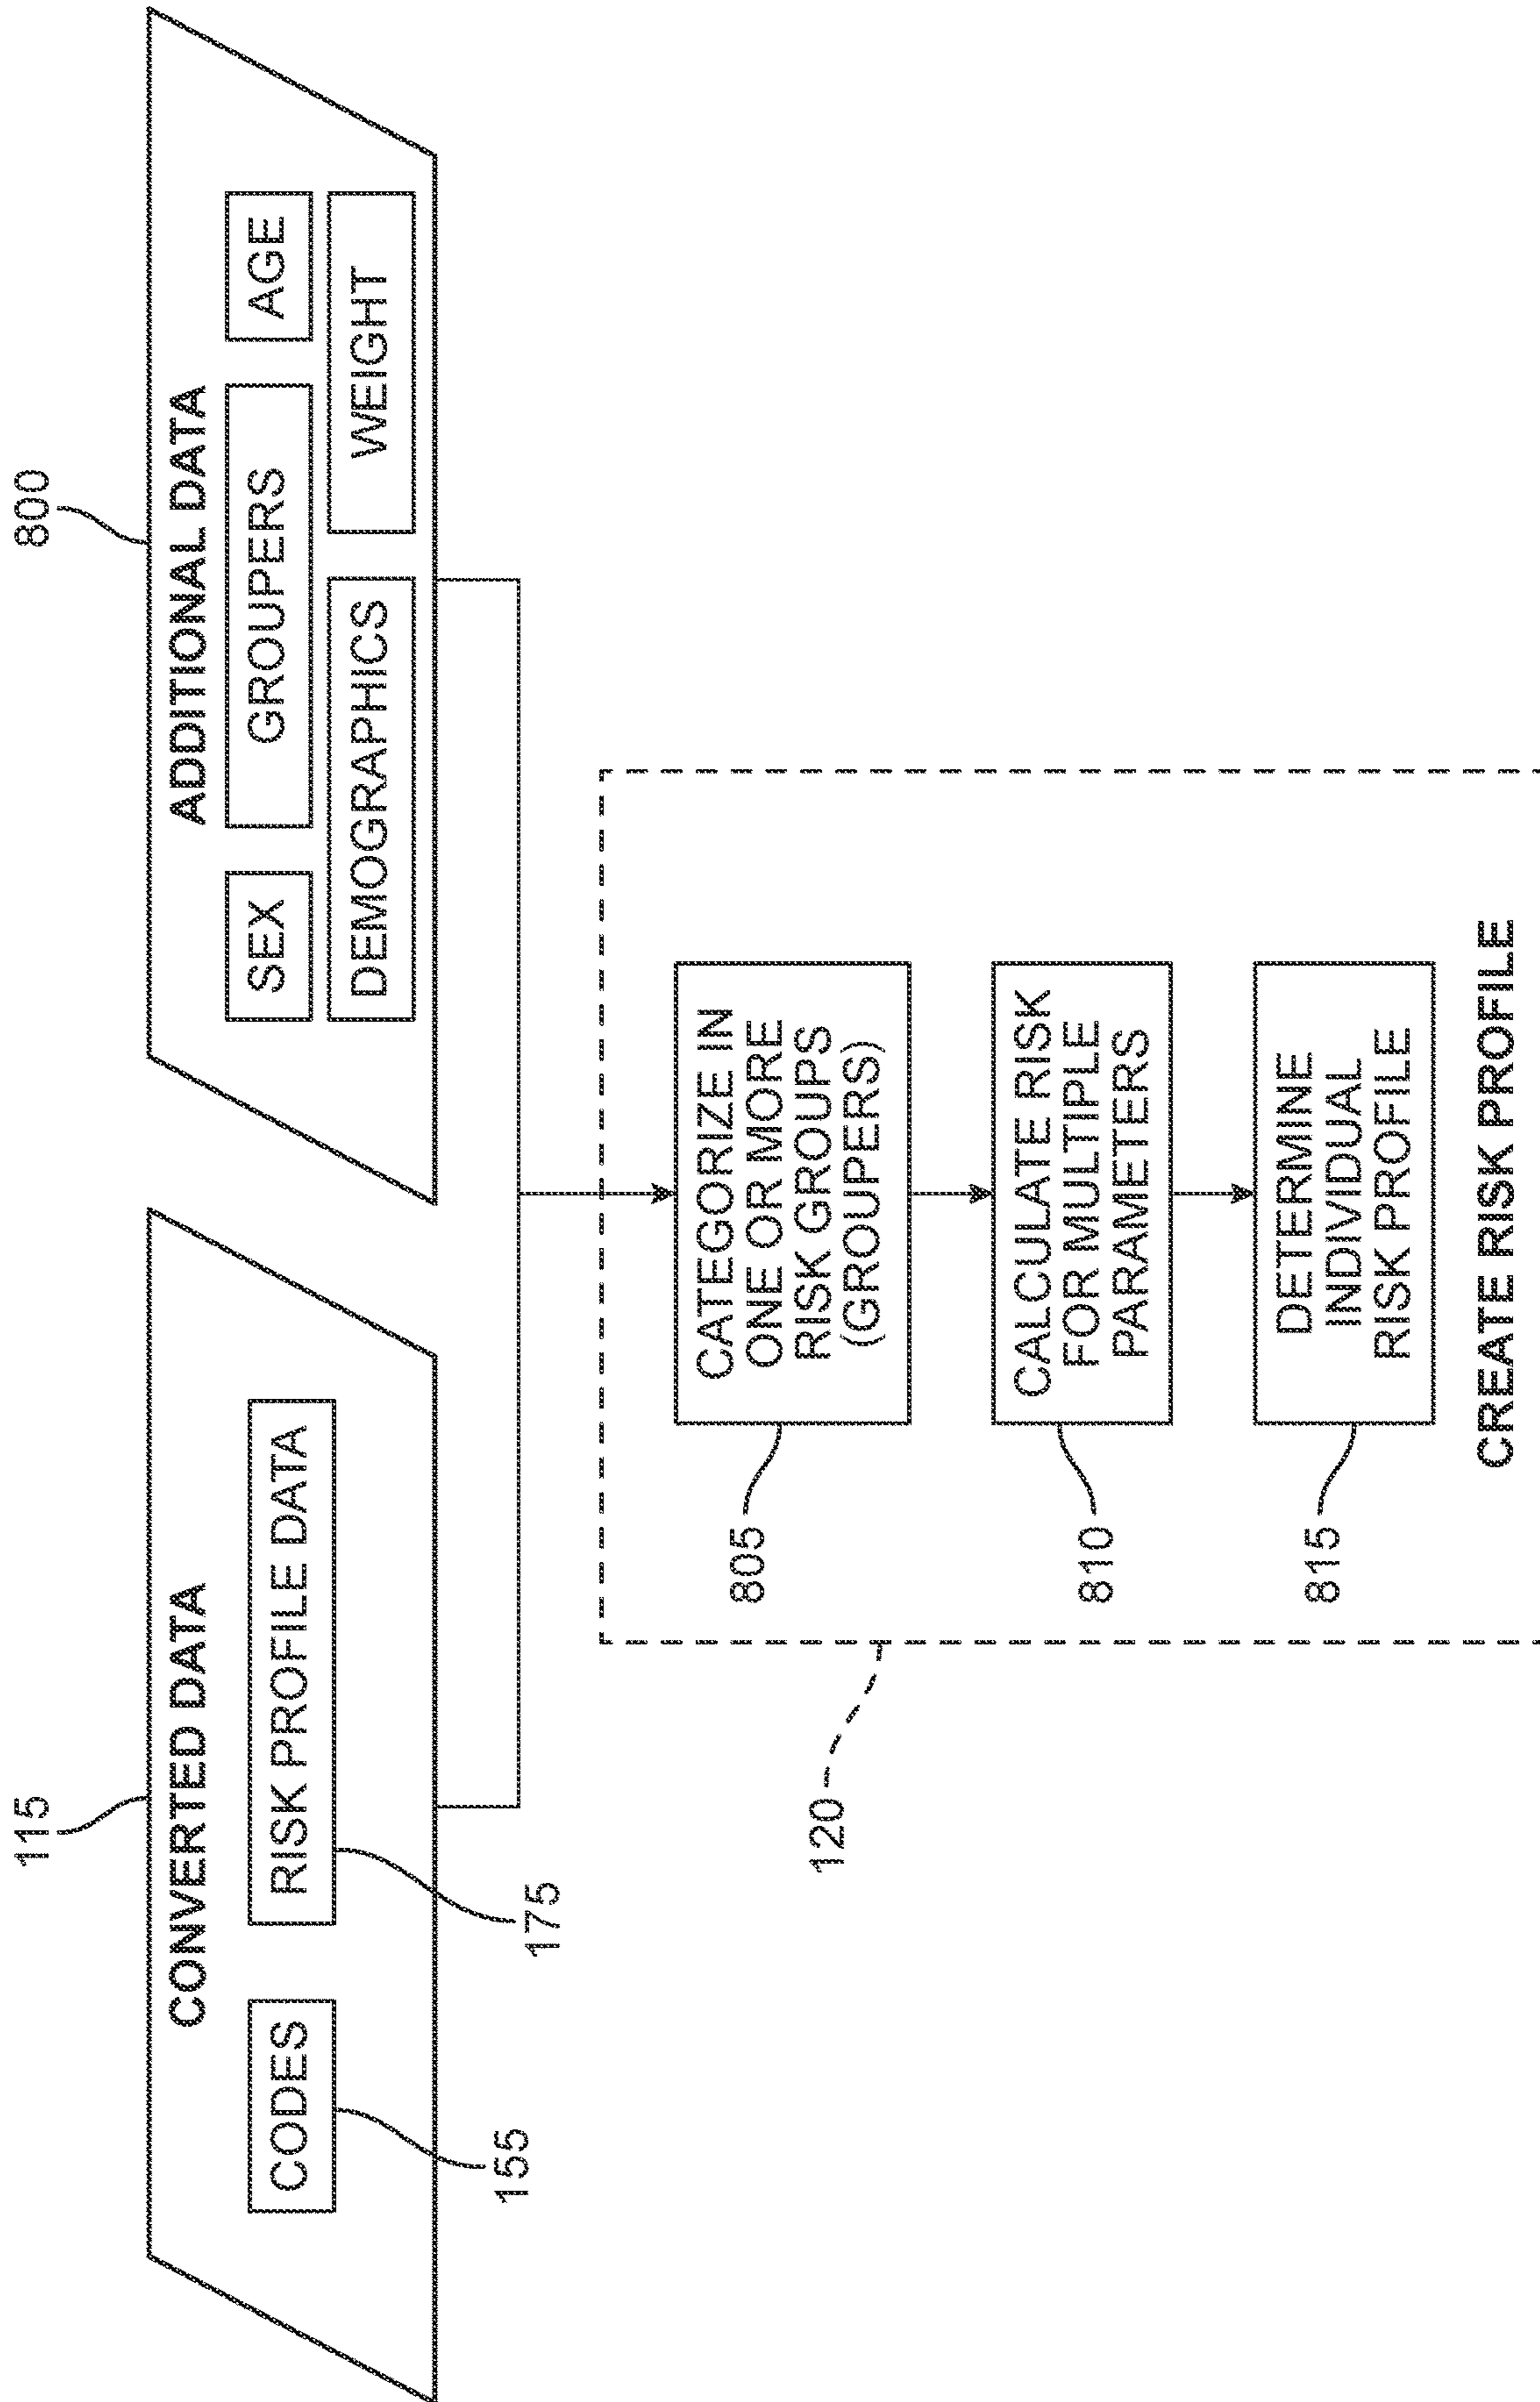 115
CONVERTED DATA
CODES
RISK PROFILE DATA
155
175
800
ADDITIONAL DATA
SEX
GROUPERS
AGE
DEMOGRAPHICS
WEIGHT
120
805
CATEGORIZE IN
ONE OR MORE
RISK GROUPS
(GROUPERS)
810
CALCULATE RISK
FOR MULTIPLE
PARAMETERS
815
DETERMINE
INDIVIDUAL
RISK PROFILE
CREATE RISK PROFILE